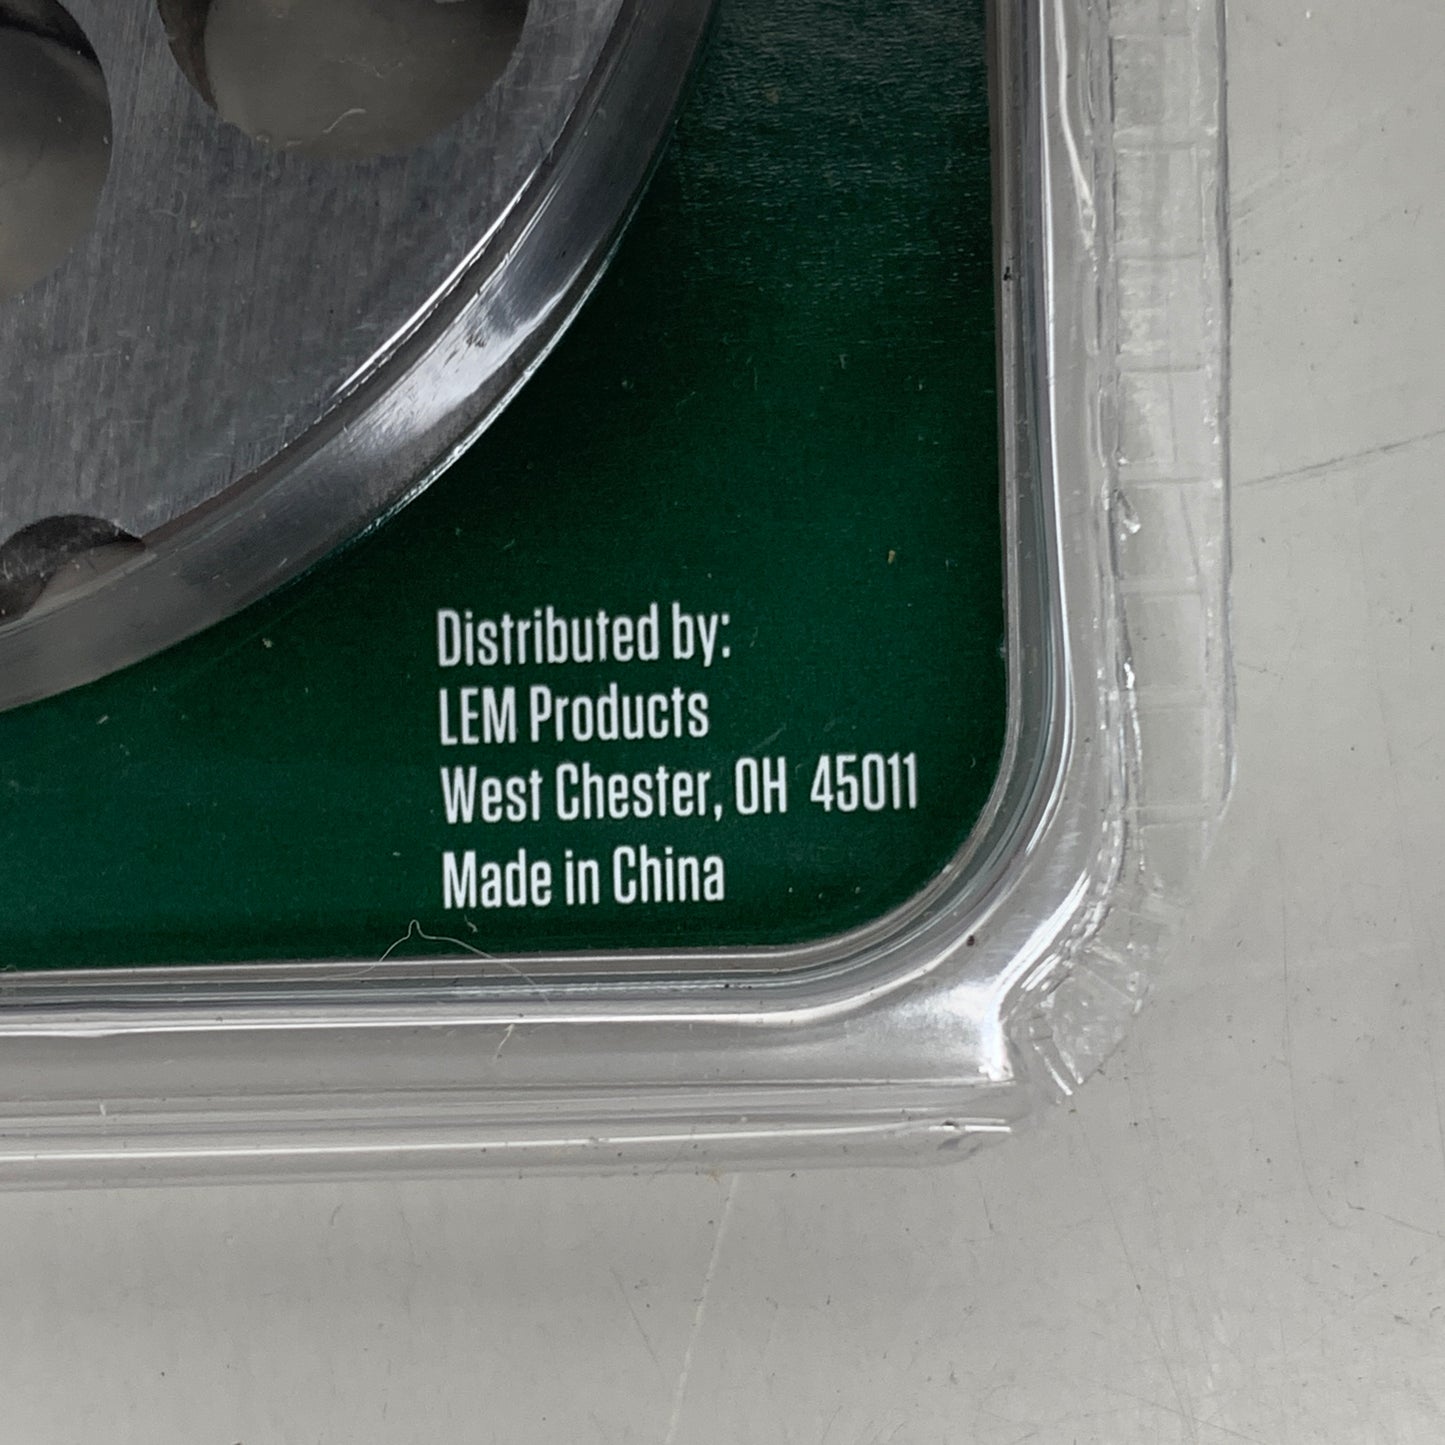 Distributed by:
LEM Products
West Chester, OH 45011
Made in China